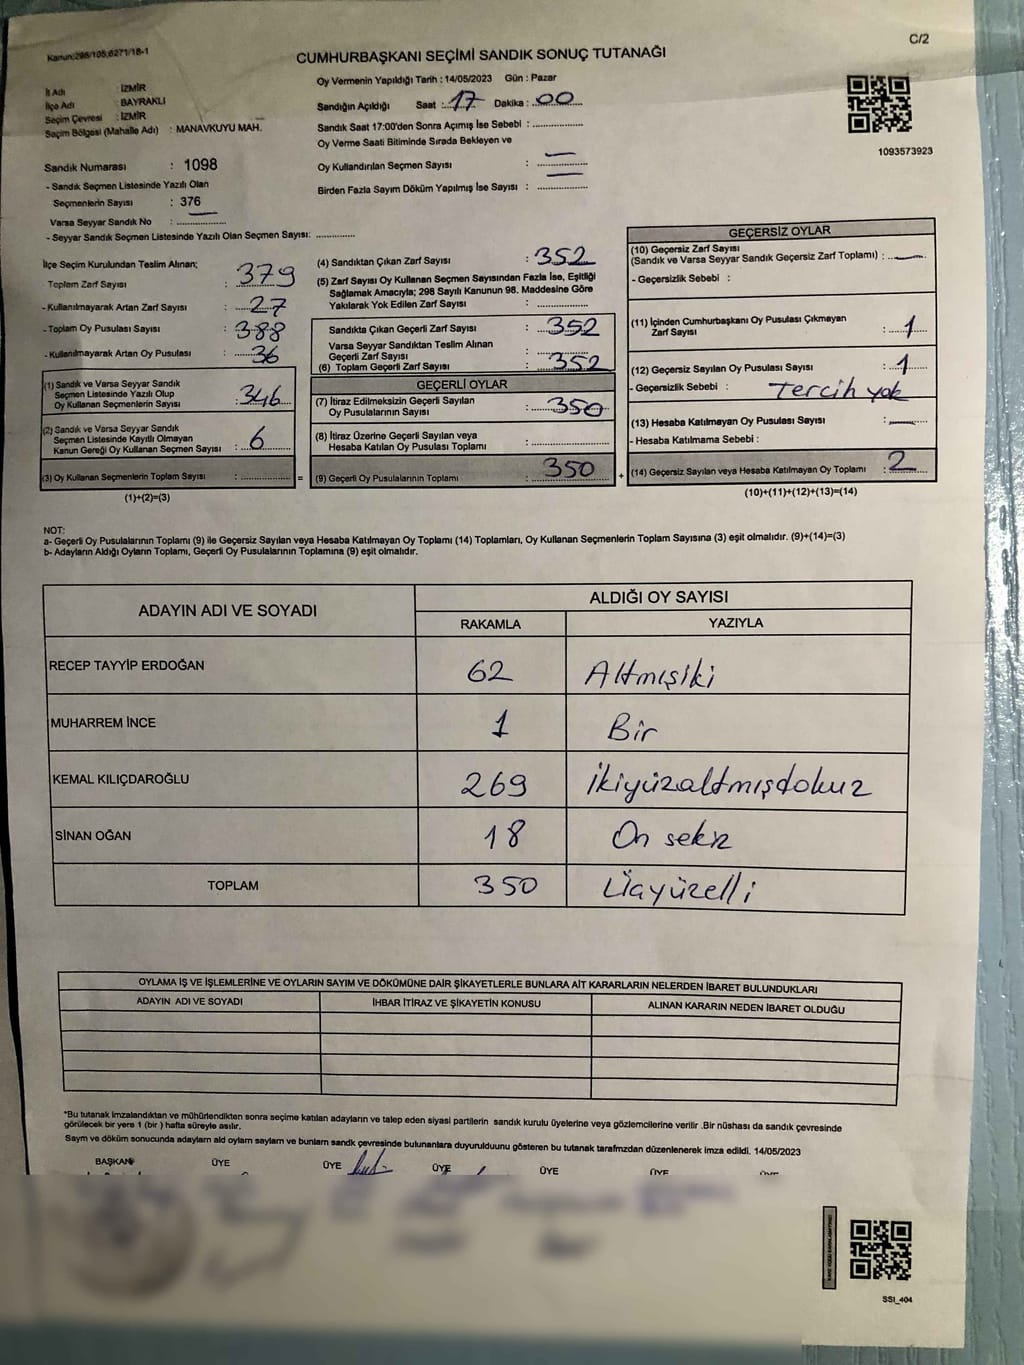 Kanun:298/105,6271/18-1
C/2
CUMHURBAŞKANI SEÇİMİ SANDIK SONUÇ TUTANAĞI
İl Adı : İZMİR
İlçe Adı : BAYRAKLI
Seçim Çevresi : İZMİR
Seçim Bölgesi (Mahalle Adı) : MANAVKUYU MAH.
Sandık Numarası : 1098
- Sandık Seçmen Listesinde Yazılı Olan
Seçmenlerin Sayısı : 376
Varsa Seyyar Sandık No : ..............
- Seyyar Sandık Seçmen Listesinde Yazılı Olan Seçmen Sayısı: ............
Oy Vermenin Yapıldığı Tarih : 14/05/2023 Gün : Pazar
Sandığın Açıldığı Saat : 17 Dakika : 00
Sandık Saat 17:00'den Sonra Açımış İse Sebebi : ..............
Oy Verme Saati Bitiminde Sırada Bekleyen ve
Oy Kullandırılan Seçmen Sayısı : —
Birden Fazla Sayım Döküm Yapılmış İse Sayısı : —
1093573923
İlçe Seçim Kurulundan Teslim Alınan;
Toplam Zarf Sayısı : 379
- Kullanılmayarak Artan Zarf Sayısı : 27
- Toplam Oy Pusulası Sayısı : 388
- Kullanılmayarak Artan Oy Pusulası : 36
(1) Sandık ve Varsa Seyyar Sandık
Seçmen Listesinde Yazılı Olup
Oy Kullanan Seçmenlerin Sayısı : 346
(2) Sandık ve Varsa Seyyar Sandık
Seçmen Listesinde Kayıtlı Olmayan
Kanun Gereği Oy Kullanan Seçmen Sayısı : 6
(3) Oy Kullanan Seçmenlerin Toplam Sayısı : ..............
(1)+(2)=(3)
(4) Sandıktan Çıkan Zarf Sayısı : 352
(5) Zarf Sayısı Oy Kullanan Seçmen Sayısından Fazla İse, Eşitliği
Sağlamak Amacıyla; 298 Sayılı Kanunun 98. Maddesine Göre
Yakılarak Yok Edilen Zarf Sayısı : ..............
Sandıkta Çıkan Geçerli Zarf Sayısı : 352
Varsa Seyyar Sandıktan Teslim Alınan
Geçerli Zarf Sayısı : ..............
(6) Toplam Geçerli Zarf Sayısı : 352
GEÇERLİ OYLAR
(7) İtiraz Edilmeksizin Geçerli Sayılan
Oy Pusulalarının Sayısı : 350
(8) İtiraz Üzerine Geçerli Sayılan veya
Hesaba Katılan Oy Pusulası Toplamı : ..............
= (9) Geçerli Oy Pusulalarının Toplamı : 350 +
GEÇERSİZ OYLAR
(10) Geçersiz Zarf Sayısı
(Sandık ve Varsa Seyyar Sandık Geçersiz Zarf Toplamı) : —
- Geçersizlik Sebebi :
(11) İçinden Cumhurbaşkanı Oy Pusulası Çıkmayan
Zarf Sayısı : 1
(12) Geçersiz Sayılan Oy Pusulası Sayısı : 1
- Geçersizlik Sebebi : Tercih yok
(13) Hesaba Katılmayan Oy Pusulası Sayısı : —
- Hesaba Katılmama Sebebi :
(14) Geçersiz Sayılan veya Hesaba Katılmayan Oy Toplamı : 2
(10)+(11)+(12)+(13)=(14)
NOT:
a- Geçerli Oy Pusulalarının Toplamı (9) ile Geçersiz Sayılan veya Hesaba Katılmayan Oy Toplamı (14) Toplamları, Oy Kullanan Seçmenlerin Toplam Sayısına (3) eşit olmalıdır. (9)+(14)=(3)
b- Adayların Aldığı Oyların Toplamı, Geçerli Oy Pusulalarının Toplamına (9) eşit olmalıdır.
ADAYIN ADI VE SOYADI ALDIĞI OY SAYISI
RAKAMLA YAZIYLA
RECEP TAYYİP ERDOĞAN 62 Altmışiki
MUHARREM İNCE 1 Bir
KEMAL KILIÇDAROĞLU 269 ikiyüzaltmışdokuz
SİNAN OĞAN 18 On sekiz
TOPLAM 350 Üçyüzelli
OYLAMA İŞ VE İŞLEMLERİNE VE OYLARIN SAYIM VE DÖKÜMÜNE DAİR ŞİKAYETLERLE BUNLARA AİT KARARLARIN NELERDEN İBARET BULUNDUKLARI
ADAYIN ADI VE SOYADI İHBAR İTİRAZ VE ŞİKAYETİN KONUSU ALINAN KARARIN NEDEN İBARET OLDUĞU
*Bu tutanak imzalandıktan ve mühürlendikten sonra seçime katılan adayların ve talep eden siyasi partilerin sandık kurulu üyelerine veya gözlemcilerine verilir .Bir nüshası da sandık çevresinde
görülecek bir yere 1 (bir ) hafta süreyle asılır.
Sayım ve döküm sonucunda adayların ald oyların saylam ve bunlarn sandk çevresinde bulunanlara duyurulduunu gösteren bu tutanak tarafmzdan düzenlenerek imza edildi. 14/05/2023
BAŞKAN ÜYE ÜYE ÜYE ÜYE ÜYE
SSI_404